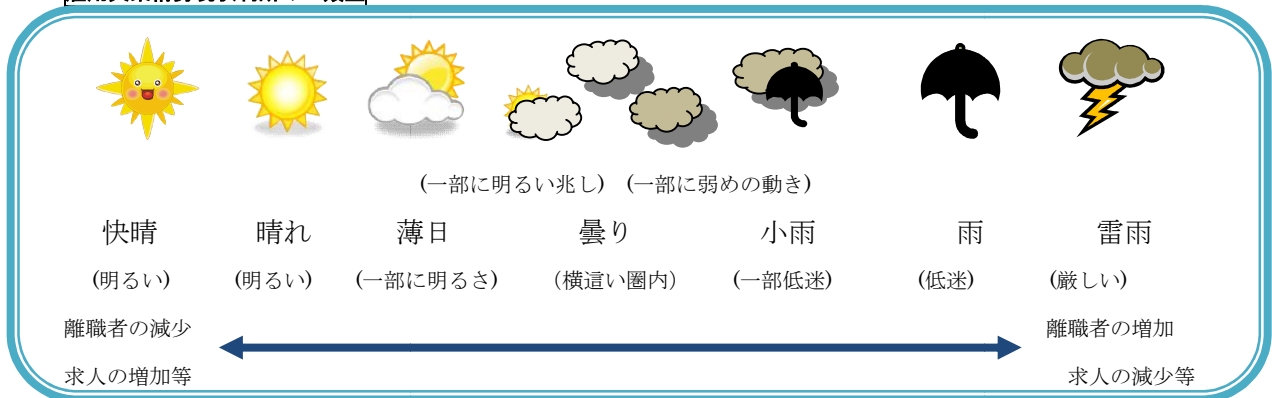 (一部に明るい兆し) (一部に弱めの動き)
快晴 晴れ 薄日 曇り 小雨 雨 雷雨
(明るい) (明るい) (一部に明るさ) (横這い圏内) (一部低迷) (低迷) (厳しい)
離職者の減少 離職者の増加
求人の増加等 求人の減少等